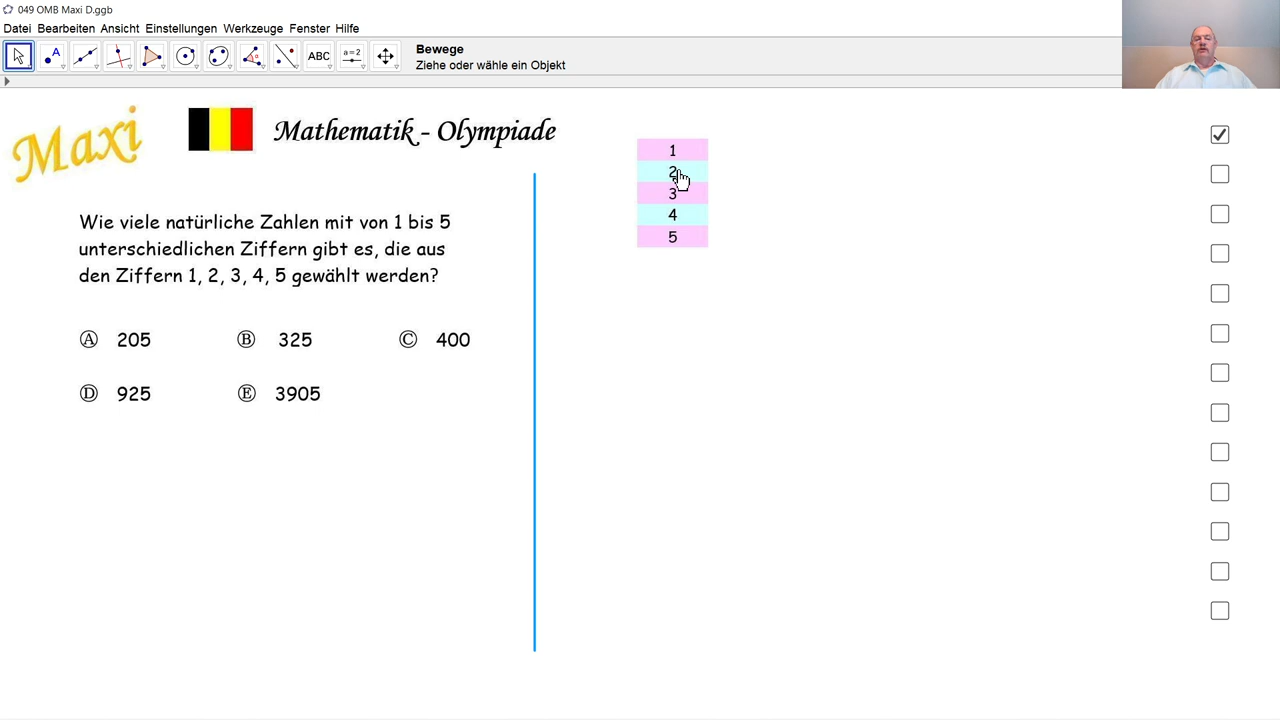 049 OMB Maxi D.ggb
Datei Bearbeiten Ansicht Einstellungen Werkzeuge Fenster Hilfe
A
ABC
a=2
Bewege
Ziehe oder wähle ein Objekt
Maxi
Mathematik - Olympiade
1
2
3
4
5
Wie viele natürliche Zahlen mit von 1 bis 5
unterschiedlichen Ziffern gibt es, die aus
den Ziffern 1, 2, 3, 4, 5 gewählt werden?
Ⓐ 205 Ⓑ 325 Ⓒ 400
Ⓓ 925 Ⓔ 3905